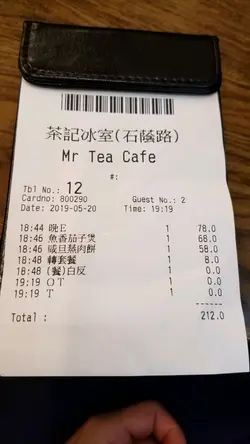 茶記冰室(石蔭路)
Mr Tea Cafe
#:
Tbl No.: 12
Cardno: 800290 Guest No.: 2
Date: 2019-05-20 Time: 19:19
18:44 晚E 1 78.0
18:46 魚香茄子煲 1 68.0
18:46 咸旦蒸肉餅 1 58.0
18:48 轉套餐 1 8.0
18:48 (餐)白反 1 0.0
19:19 OT 1 0.0
19:19 T 1 0.0
------
Total : 212.0